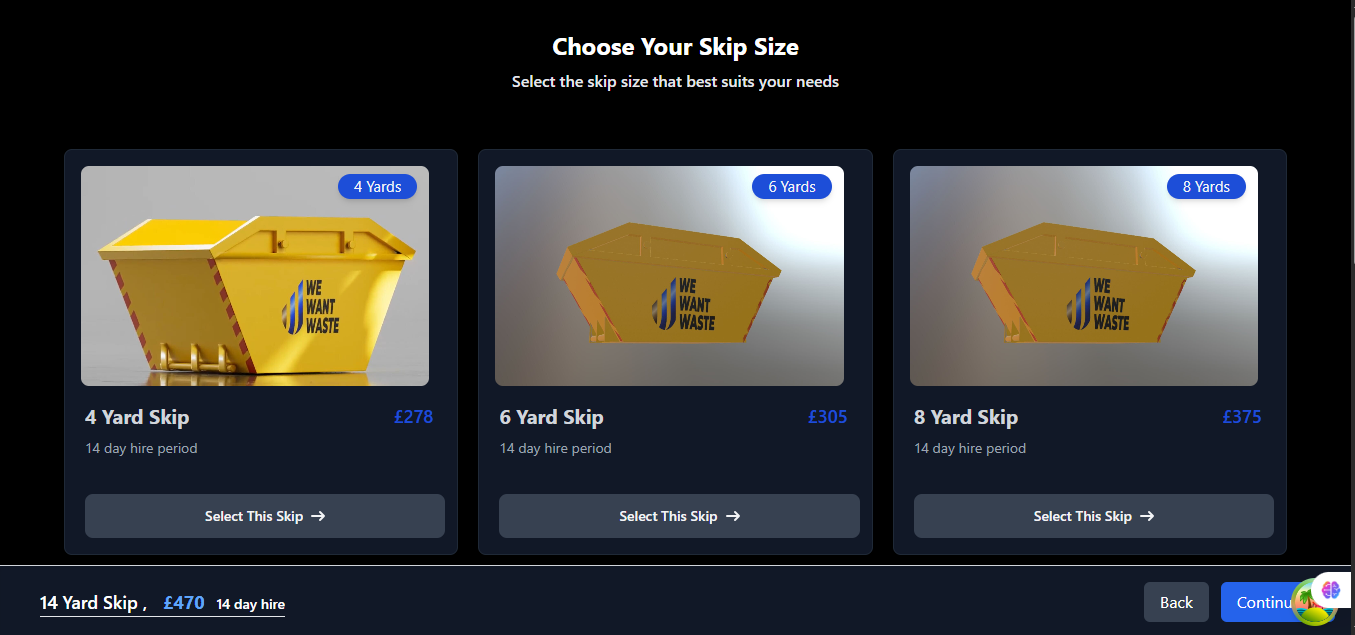 Choose Your Skip Size
Select the skip size that best suits your needs
4 Yards
WE
WANT
WASTE
4 Yard Skip £278
14 day hire period
Select This Skip →
6 Yards
WE
WANT
WASTE
6 Yard Skip £305
14 day hire period
Select This Skip →
8 Yards
WE
WANT
WASTE
8 Yard Skip £375
14 day hire period
Select This Skip →
14 Yard Skip , £470 14 day hire
Back
Continu